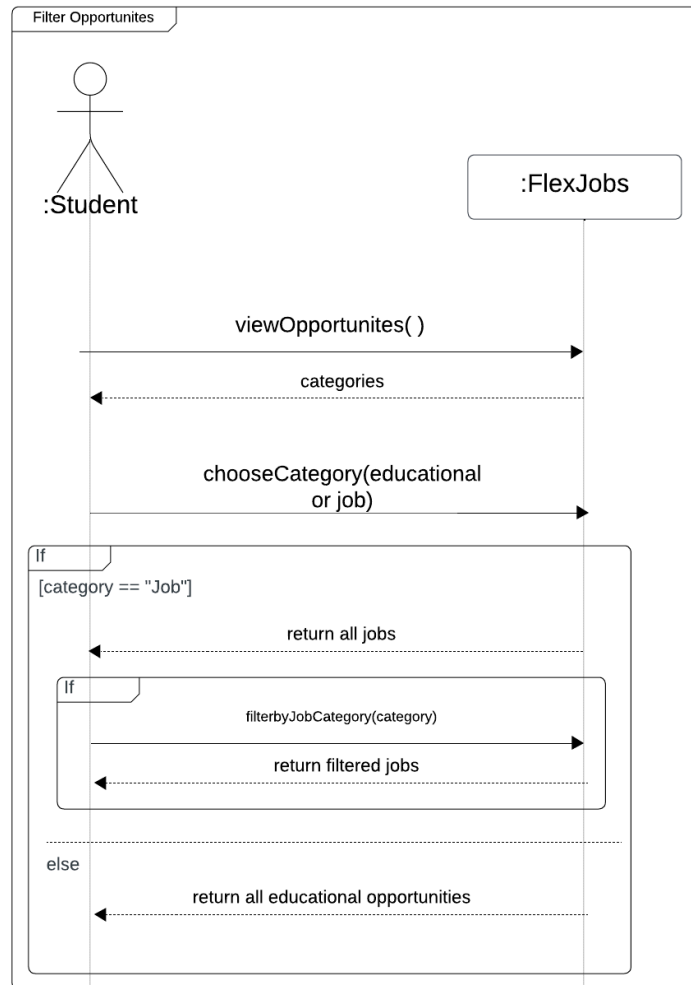 Filter Opportunites
:Student
:FlexJobs
viewOpportunites( )
categories
chooseCategory(educational
or job)
If
[category == "Job"]
return all jobs
If
filterbyJobCategory(category)
return filtered jobs
else
return all educational opportunities